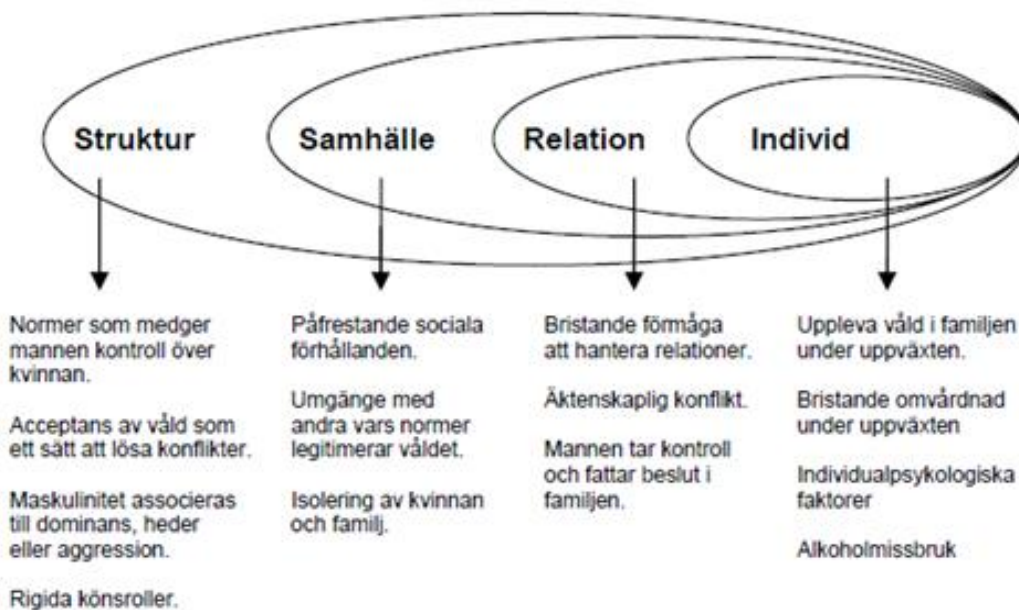 Struktur
Samhälle
Relation
Individ
Normer som medger
mannen kontroll över
kvinnan.
Acceptans av våld som
ett sätt att lösa konflikter.
Maskulinitet associeras
till dominans, heder
eller aggression.
Rigida könsroller.
Påfrestande sociala
förhållanden.
Umgänge med
andra vars normer
legitimerar våldet.
Isolering av kvinnan
och familj.
Bristande förmåga
att hantera relationer.
Äktenskaplig konflikt.
Mannen tar kontroll
och fattar beslut i
familjen.
Uppleva våld i familjen
under uppväxten.
Bristande omvårdnad
under uppväxten
Individualpsykologiska
faktorer
Alkoholmissbruk